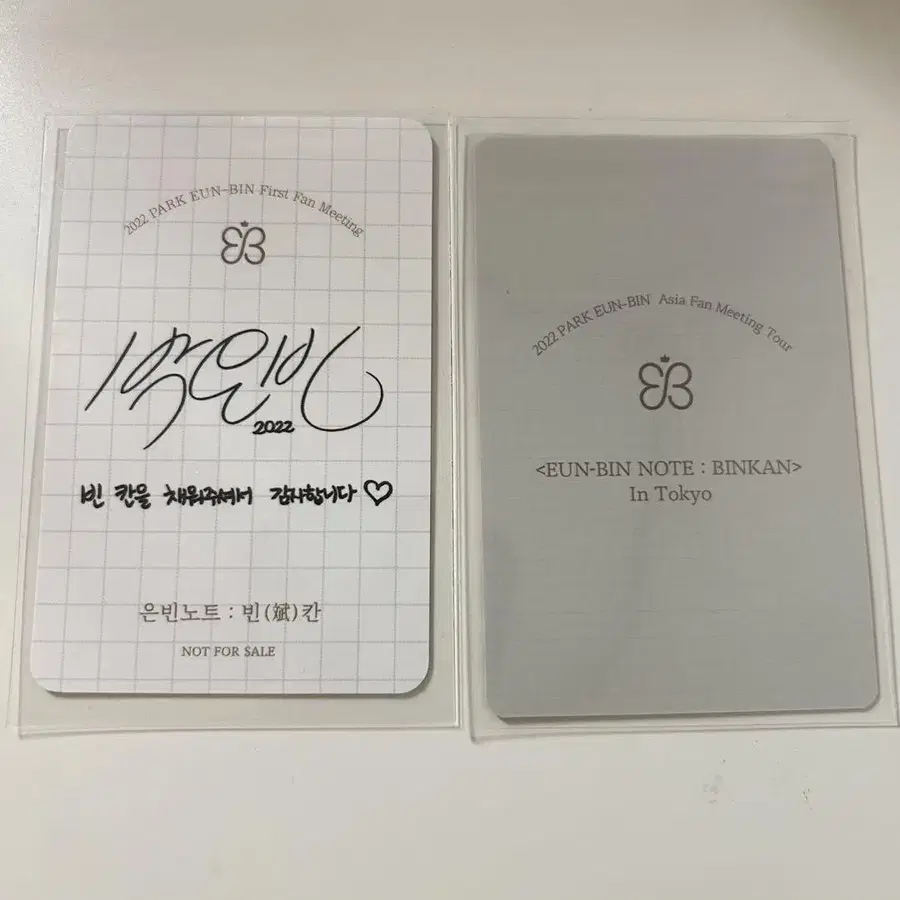 2022 PARK EUN-BIN First Fan Meeting
EB
박은빈
2022
빈 칸을 채워주셔서 감사합니다♡
은빈노트 : 빈(斌)칸
NOT FOR SALE
2022 PARK EUN-BIN Asia Fan Meeting Tour
EB
<EUN-BIN NOTE : BINKAN>
In Tokyo